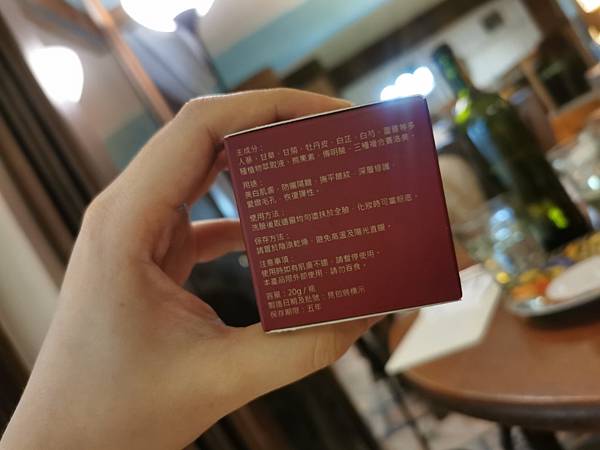 主成分：
人蔘、甘草、甘菊、牡丹皮、白芷、白芍、蘆薈等多
種植物萃取液、熊果素、傳明酸、三種複合賽洛美。
用途：
美白肌膚、防曬隔離、撫平皺紋、深層修護、
緊緻毛孔、恢復彈性。
使用方法：
洗臉後取適量均勻塗抹於全臉，化妝時可當粉底。
保存方法：
請置於陰涼乾燥，避免高溫及陽光直曬。
注意事項：
使用時如有肌膚不適，請暫停使用。
本產品限外部使用，請勿吞食。
容量：20g / 瓶
製造日期及批號：見包裝標示
保存期限：五年